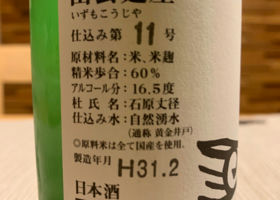 いずもこうじや
仕込み第 11 号
原材料名：米、米麹
精米歩合：60%
アルコール分：16.5度
杜氏名：石原丈径
仕込み水：自然湧水
（通称 黄金井戸）
◎原料米は全て国産を使用。
製造年月 H31.2
日本酒